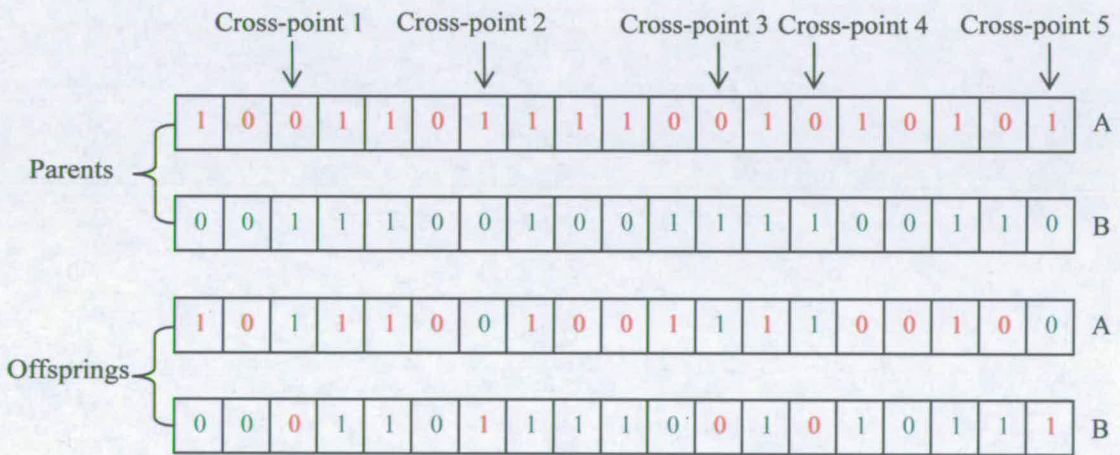 Cross-point 1 Cross-point 2 Cross-point 3 Cross-point 4 Cross-point 5
1 0 0 1 1 0 1 1 1 1 0 0 1 0 1 0 1 0 1 A
Parents
0 0 1 1 1 0 0 1 0 0 1 1 1 1 0 0 1 1 0 B
1 0 1 1 1 0 0 1 0 0 1 1 1 1 0 0 1 0 0 A
Offsprings
0 0 0 1 1 0 1 1 1 1 0 0 1 0 1 0 1 1 1 B